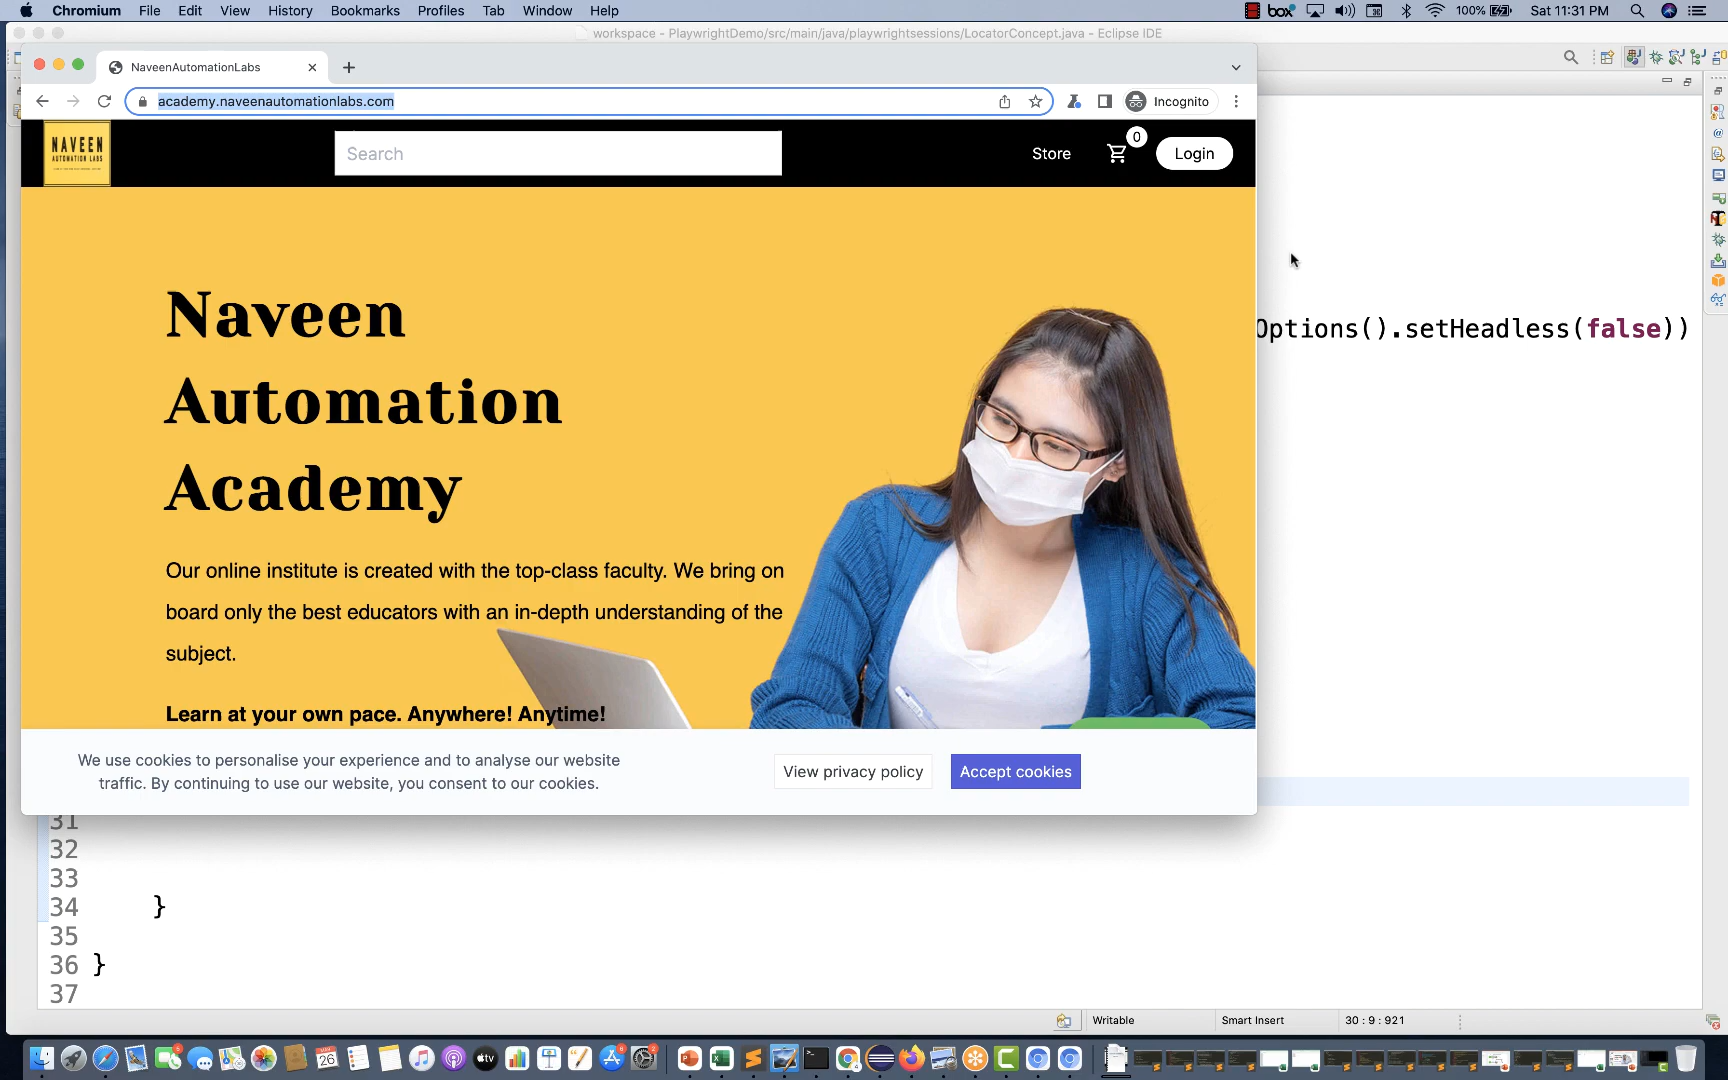 Chromium File Edit View History Bookmarks Profiles Tab Window Help
box 100% Sat 11:31 PM
workspace - PlaywrightDemo/src/main/java/playwrightsessions/LocatorConcept.java - Eclipse IDE
NaveenAutomationLabs
academy.naveenautomationlabs.com
Incognito
NAVEEN
AUTOMATION LABS
Search
Store
0
Login
Naveen
Automation
Academy
Options().setHeadless(false))
Our online institute is created with the top-class faculty. We bring on
board only the best educators with an in-depth understanding of the
subject.
Learn at your own pace. Anywhere! Anytime!
We use cookies to personalise your experience and to analyse our website
traffic. By continuing to use our website, you consent to our cookies.
View privacy policy
Accept cookies
31
32
33
34 }
35
36 }
37
Writable Smart Insert 30 : 9 : 921
26
tv